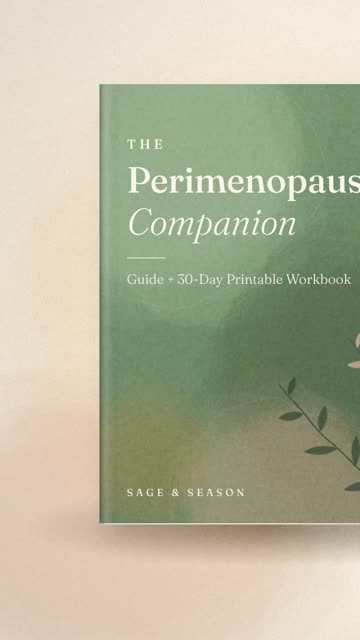 THE
Perimenopaus
Companion
Guide + 30-Day Printable Workbook
SAGE & SEASON